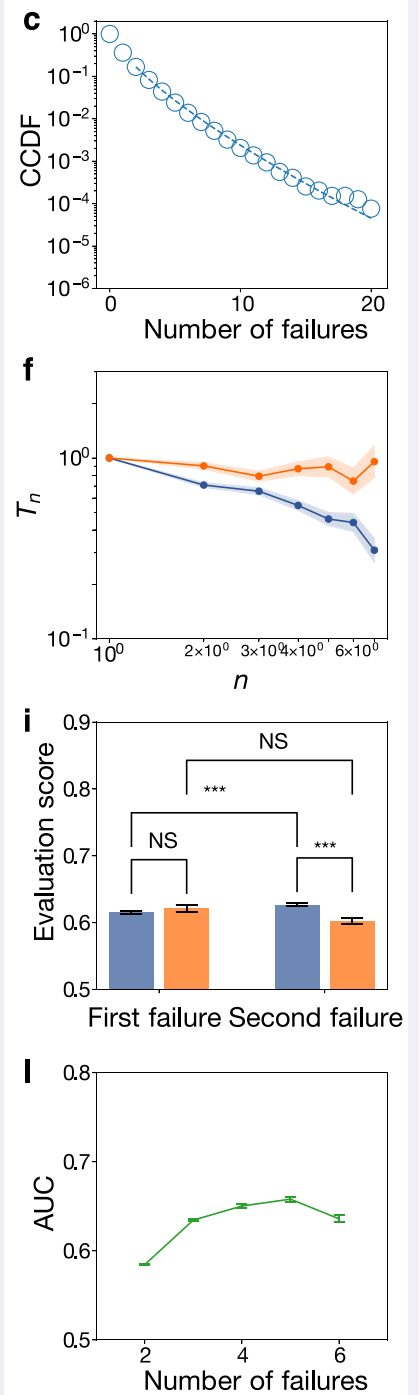 c
10⁰
10⁻¹
10⁻²
10⁻³
10⁻⁴
10⁻⁵
10⁻⁶
CCDF
0 10 20
Number of failures
f
10⁰
10⁻¹
Tₙ
10⁰ 2×10⁰ 3×10⁰ 4×10⁰ 6×10⁰
n
i
0.9
0.8
0.7
0.6
0.5
Evaluation score
NS
***
NS
***
First failure Second failure
l
0.8
0.7
0.6
0.5
AUC
2 4 6
Number of failures